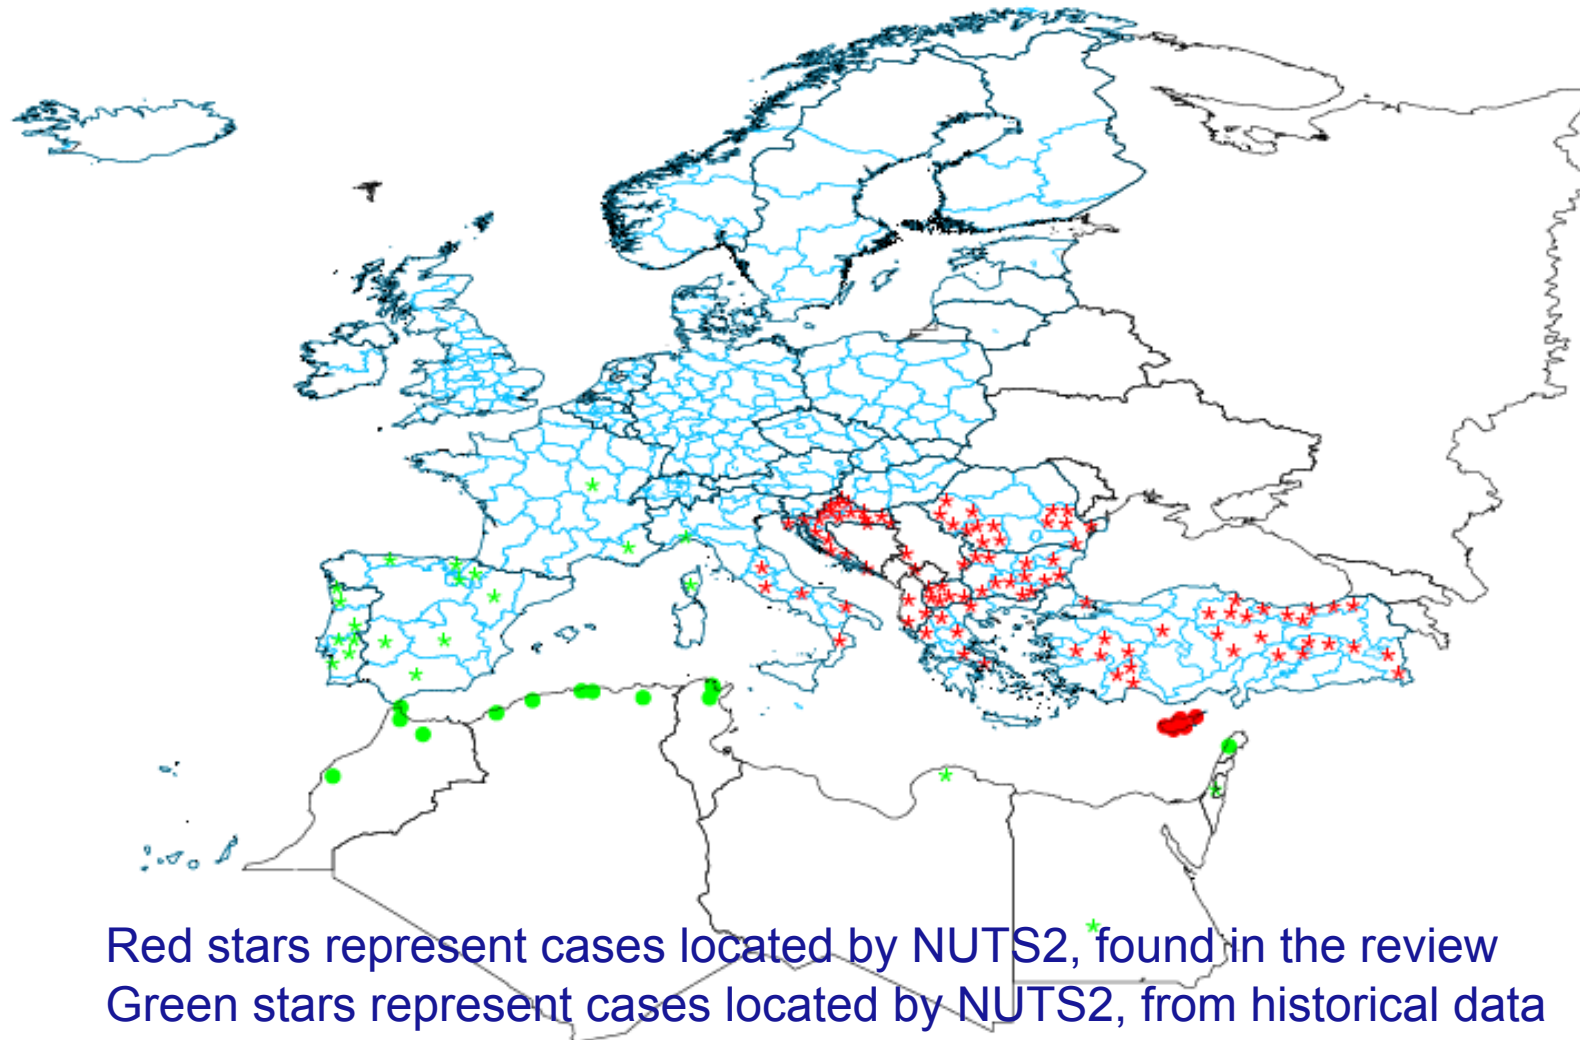 Red stars represent cases located by NUTS2, found in the review
Green stars represent cases located by NUTS2, from historical data